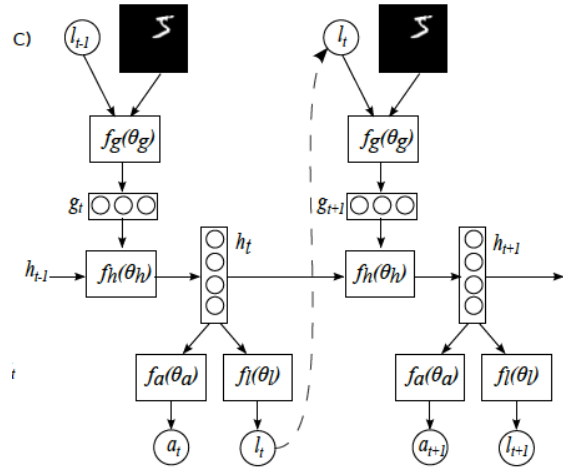 C)
l_{t-1}
l_t
f_g(θ_g)
f_g(θ_g)
g_t
g_{t+1}
h_{t-1}
f_h(θ_h)
h_t
f_h(θ_h)
h_{t+1}
t
f_a(θ_a)
f_l(θ_l)
f_a(θ_a)
f_l(θ_l)
a_t
l_t
a_{t+1}
l_{t+1}